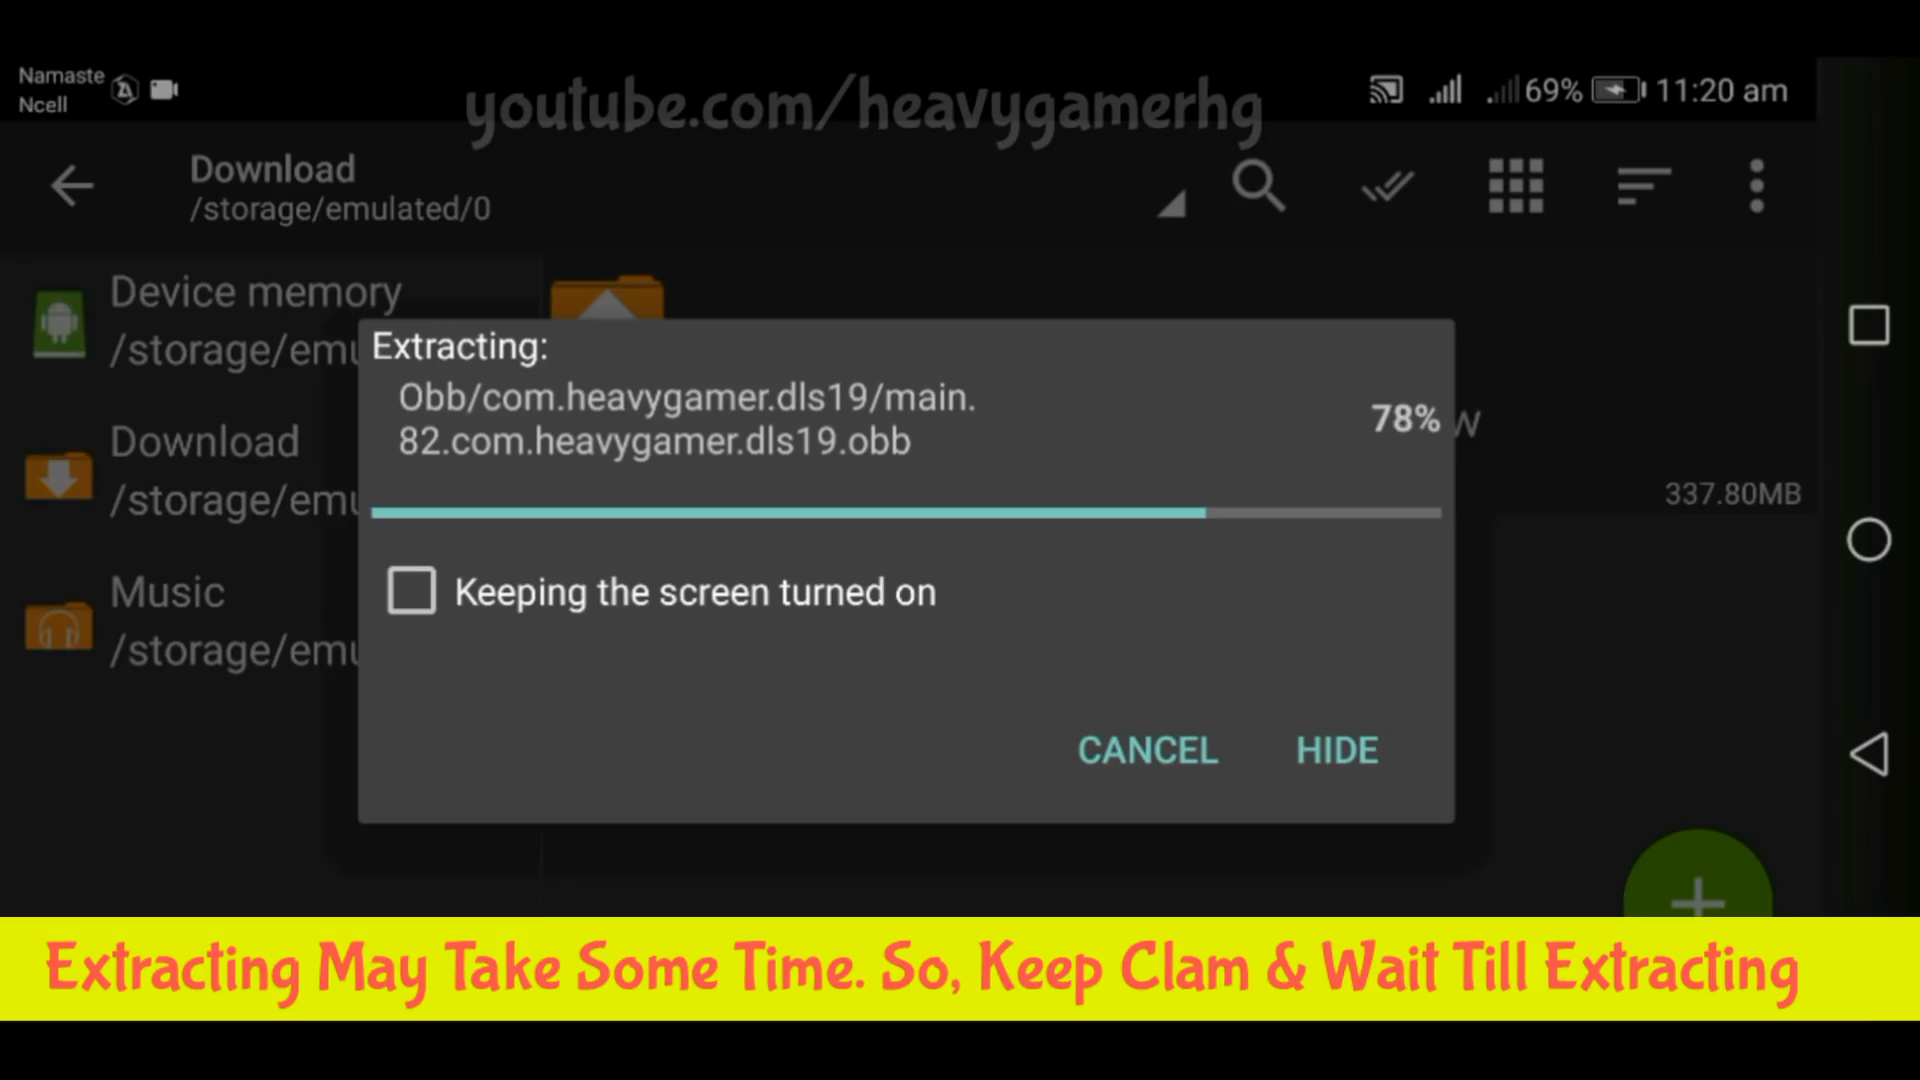 Namaste
Ncell
youtube.com/heavygamerhg
69%
11:20 am
Download
/storage/emulated/0
Device memory
/storage/emu
Extracting:
Obb/com.heavygamer.dls19/main.
82.com.heavygamer.dls19.obb
78%
W
337.80MB
Download
/storage/emu
Keeping the screen turned on
Music
/storage/emu
CANCEL
HIDE
Extracting May Take Some Time. So, Keep Clam & Wait Till Extracting